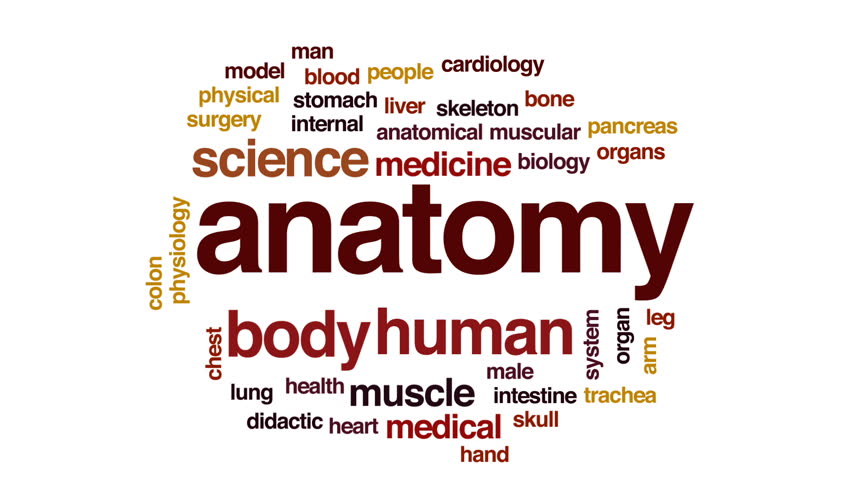 man
model blood people cardiology
physical stomach liver skeleton bone
surgery internal anatomical muscular pancreas
science medicine biology organs
anatomy
colon physiology
body human
chest system organ leg arm
lung health muscle male intestine trachea
didactic heart medical skull
hand